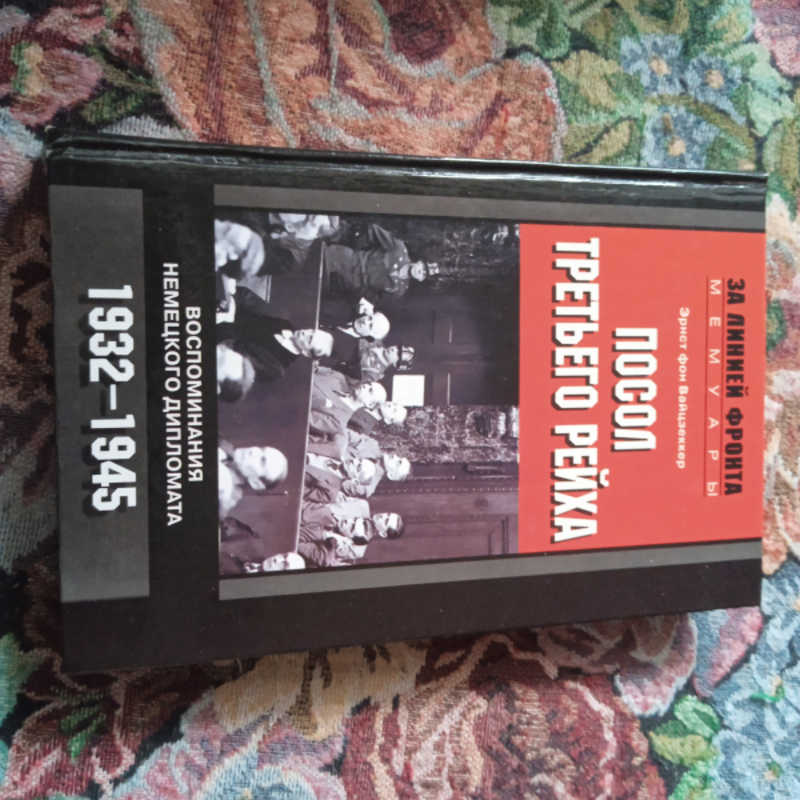 ЗА ЛИНИЕЙ ФРОНТА
МЕМУАРЫ
Эрнст фон Вайцзеккер
ПОСОЛ
ТРЕТЬЕГО РЕЙХА
ВОСПОМИНАНИЯ
НЕМЕЦКОГО ДИПЛОМАТА
1932–1945